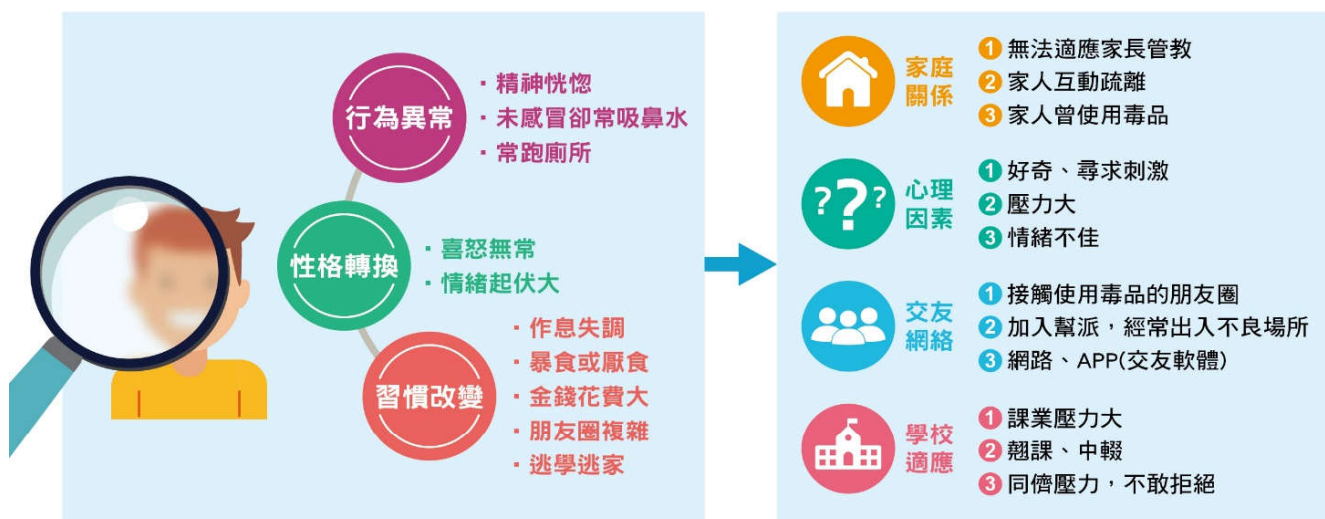 行為異常
· 精神恍惚
· 未感冒卻常吸鼻水
· 常跑廁所
性格轉換
· 喜怒無常
· 情緒起伏大
習慣改變
· 作息失調
· 暴食或厭食
· 金錢花費大
· 朋友圈複雜
· 逃學逃家
家庭
關係
1 無法適應家長管教
2 家人互動疏離
3 家人曾使用毒品
???
心理
因素
1 好奇、尋求刺激
2 壓力大
3 情緒不佳
交友
網絡
1 接觸使用毒品的朋友圈
2 加入幫派，經常出入不良場所
3 網路、APP(交友軟體)
學校
適應
1 課業壓力大
2 翹課、中輟
3 同儕壓力，不敢拒絕